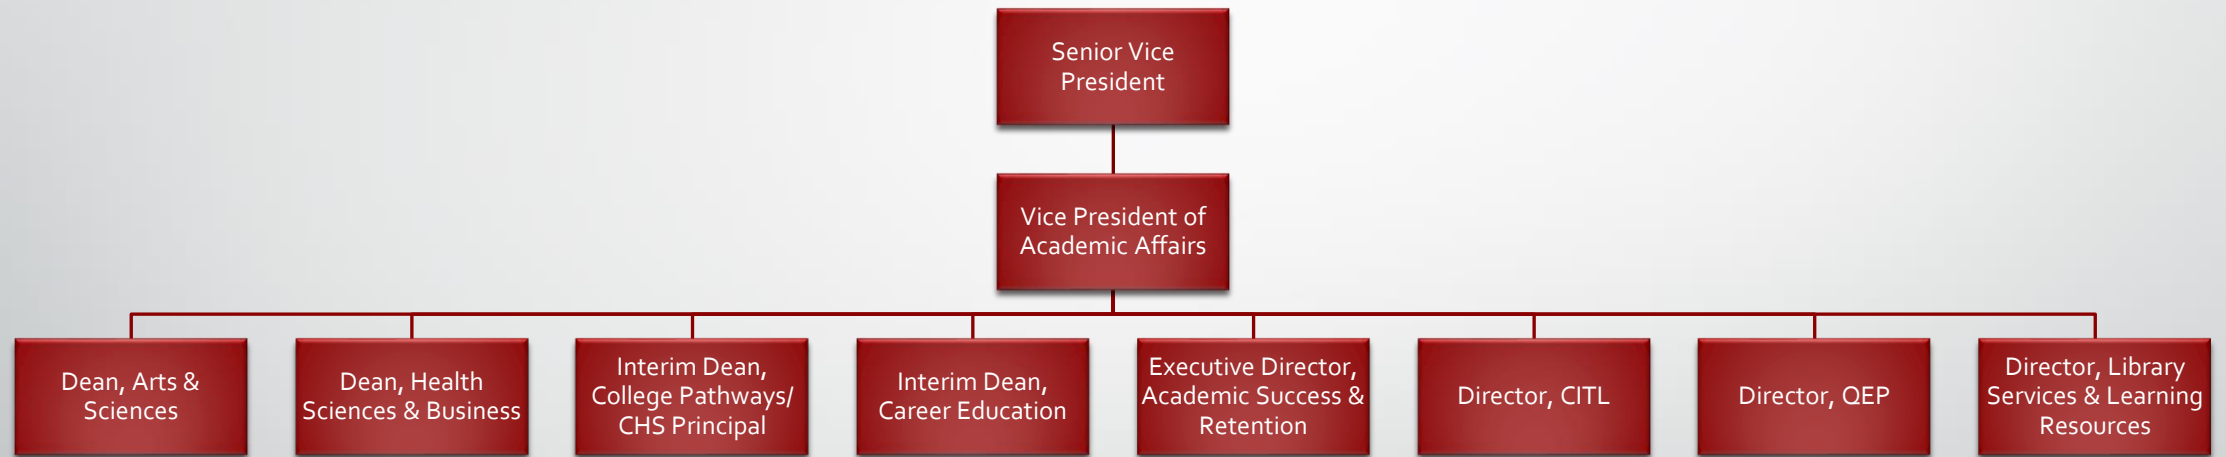 Senior Vice
President
Vice President of
Academic Affairs
Dean, Arts &
Sciences
Dean, Health
Sciences & Business
Interim Dean,
College Pathways/
CHS Principal
Interim Dean,
Career Education
Executive Director,
Academic Success &
Retention
Director, CITL
Director, QEP
Director, Library
Services & Learning
Resources